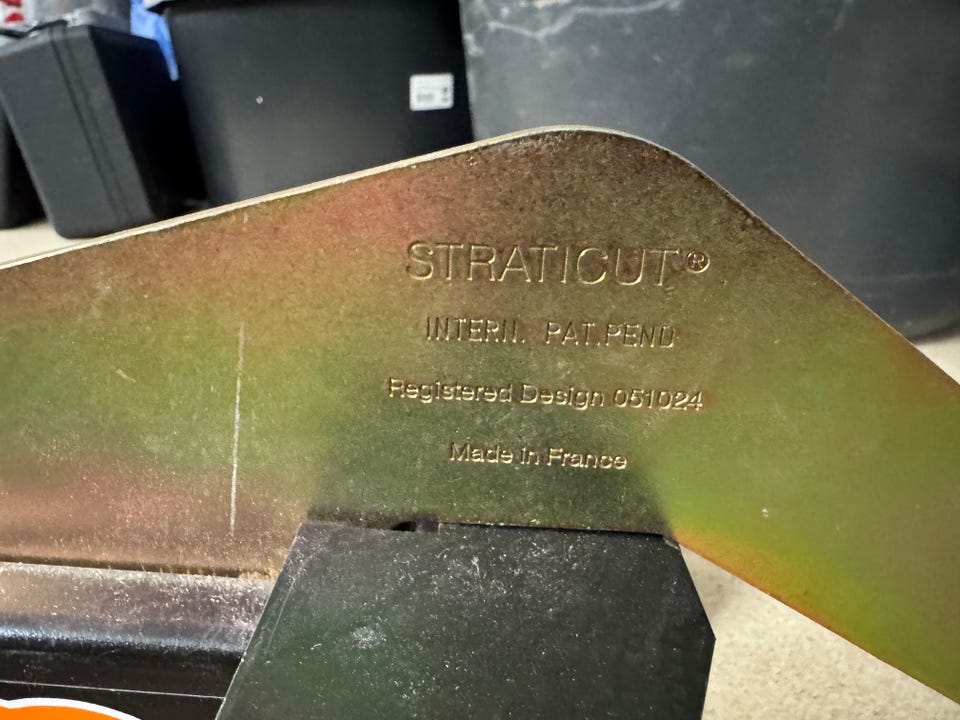 STRATICUT®
INTERN. PAT.PEND
Registered Design 051024
Made in France